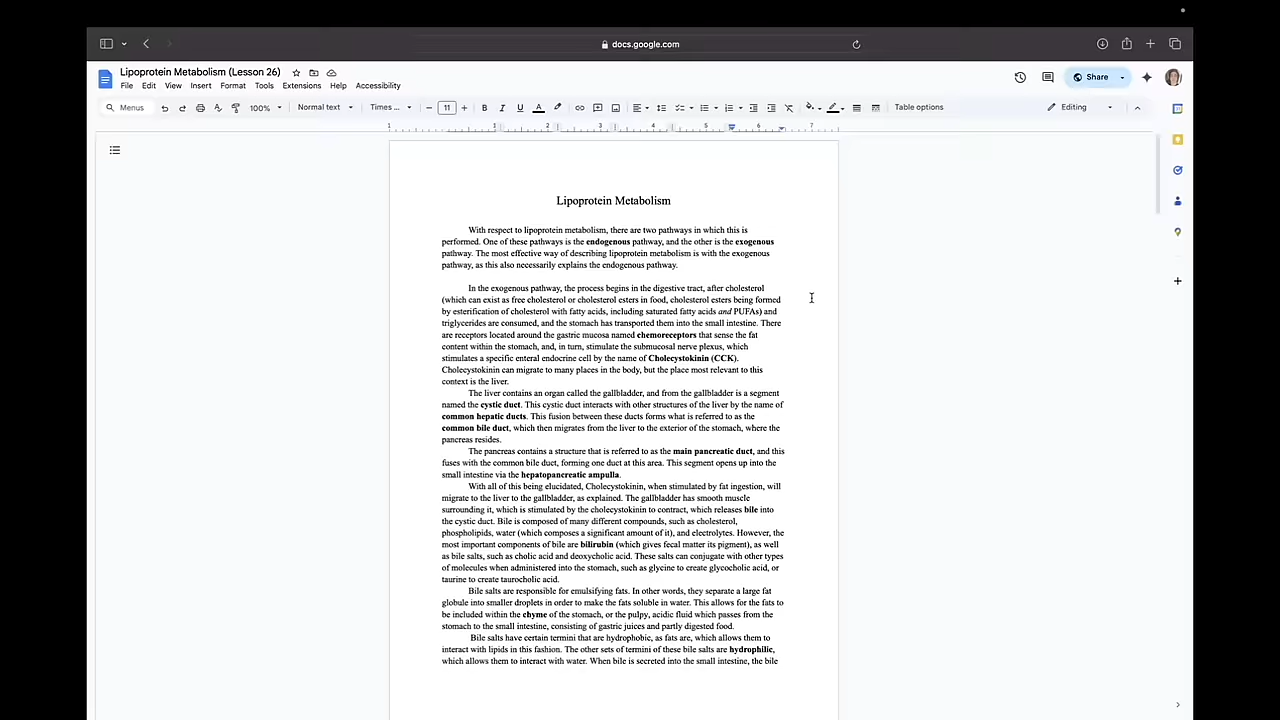 docs.google.com
Lipoprotein Metabolism (Lesson 26)
File Edit View Insert Format Tools Extensions Help Accessibility
Share
Menus 100% Normal text Times ... 11 Table options Editing
1 1 2 3 4 5 6 7
Lipoprotein Metabolism
With respect to lipoprotein metabolism, there are two pathways in which this is
performed. One of these pathways is the endogenous pathway, and the other is the exogenous
pathway. The most effective way of describing lipoprotein metabolism is with the exogenous
pathway, as this also necessarily explains the endogenous pathway.
In the exogenous pathway, the process begins in the digestive tract, after cholesterol
(which can exist as free cholesterol or cholesterol esters in food, cholesterol esters being formed
by esterification of cholesterol with fatty acids, including saturated fatty acids and PUFAs) and
triglycerides are consumed, and the stomach has transported them into the small intestine. There
are receptors located around the gastric mucosa named chemoreceptors that sense the fat
content within the stomach, and, in turn, stimulate the submucosal nerve plexus, which
stimulates a specific enteral endocrine cell by the name of Cholecystokinin (CCK).
Cholecystokinin can migrate to many places in the body, but the place most relevant to this
context is the liver.
The liver contains an organ called the gallbladder, and from the gallbladder is a segment
named the cystic duct. This cystic duct interacts with other structures of the liver by the name of
common hepatic ducts. This fusion between these ducts forms what is referred to as the
common bile duct, which then migrates from the liver to the exterior of the stomach, where the
pancreas resides.
The pancreas contains a structure that is referred to as the main pancreatic duct, and this
fuses with the common bile duct, forming one duct at this area. This segment opens up into the
small intestine via the hepatopancreatic ampulla.
With all of this being elucidated, Cholecystokinin, when stimulated by fat ingestion, will
migrate to the liver to the gallbladder, as explained. The gallbladder has smooth muscle
surrounding it, which is stimulated by the cholecystokinin to contract, which releases bile into
the cystic duct. Bile is composed of many different compounds, such as cholesterol,
phospholipids, water (which composes a significant amount of it), and electrolytes. However, the
most important components of bile are bilirubin (which gives fecal matter its pigment), as well
as bile salts, such as cholic acid and deoxycholic acid. These salts can conjugate with other types
of molecules when administered into the stomach, such as glycine to create glycocholic acid, or
taurine to create taurocholic acid.
Bile salts are responsible for emulsifying fats. In other words, they separate a large fat
globule into smaller droplets in order to make the fats soluble in water. This allows for the fats to
be included within the chyme of the stomach, or the pulpy, acidic fluid which passes from the
stomach to the small intestine, consisting of gastric juices and partly digested food.
Bile salts have certain termini that are hydrophobic, as fats are, which allows them to
interact with lipids in this fashion. The other sets of termini of these bile salts are hydrophilic,
which allows them to interact with water. When bile is secreted into the small intestine, the bile